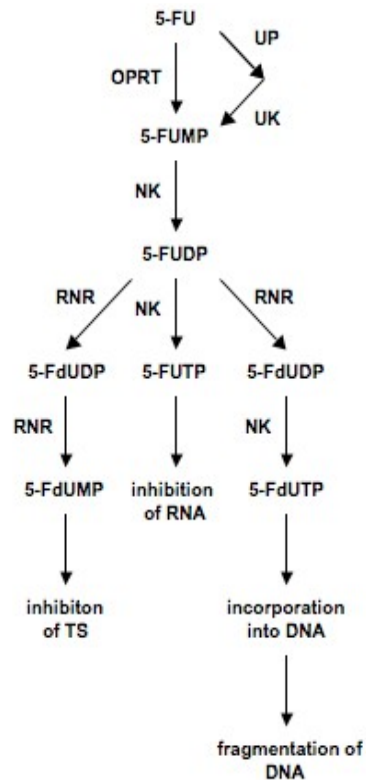 5-FU
UP
OPRT
UK
5-FUMP
NK
5-FUDP
RNR
NK
RNR
5-FdUDP
5-FUTP
5-FdUDP
RNR
NK
5-FdUMP
inhibition
of RNA
5-FdUTP
inhibiton
of TS
incorporation
into DNA
fragmentation of
DNA